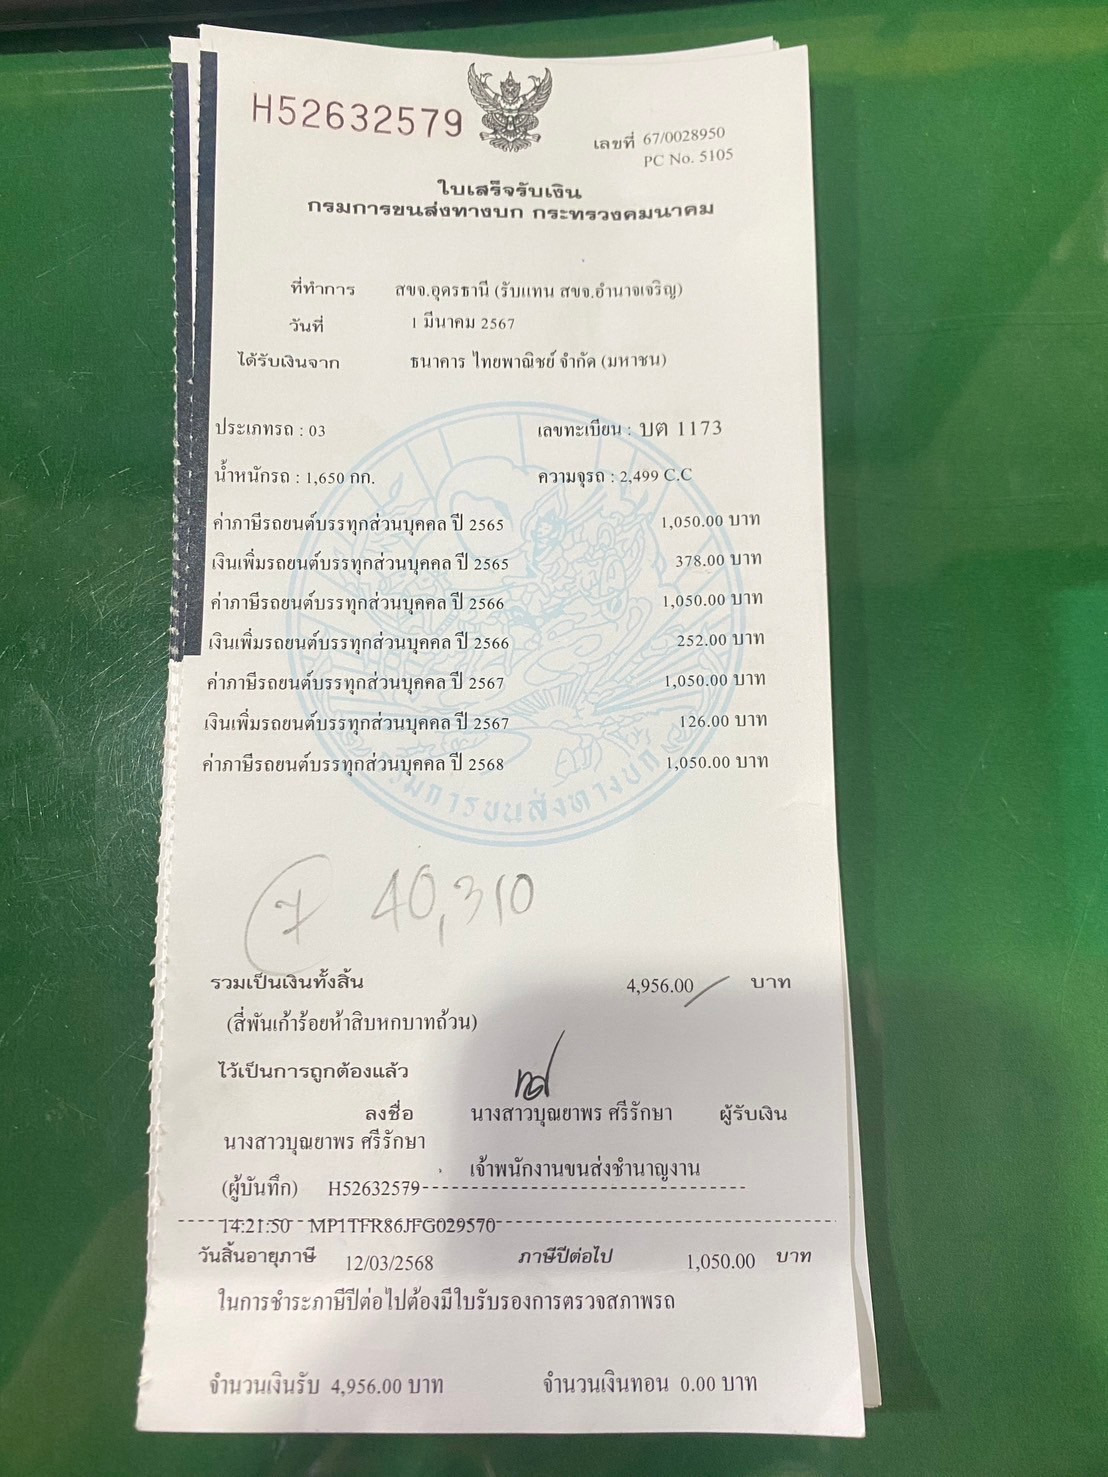 H52632579
เลขที่ 67/0028950
PC No. 5105
ใบเสร็จรับเงิน
กรมการขนส่งทางบก กระทรวงคมนาคม
ที่ทำการ สขจ.อุดรธานี (รับแทน สขจ.อำนาจเจริญ)
วันที่ 1 มีนาคม 2567
ได้รับเงินจาก ธนาคาร ไทยพาณิชย์ จำกัด (มหาชน)
ประเภทรถ : 03 เลขทะเบียน : บต 1173
น้ำหนักรถ : 1,650 กก. ความจุรถ : 2,499 C.C
ค่าภาษีรถยนต์บรรทุกส่วนบุคคล ปี 2565 1,050.00 บาท
เงินเพิ่มรถยนต์บรรทุกส่วนบุคคล ปี 2565 378.00 บาท
ค่าภาษีรถยนต์บรรทุกส่วนบุคคล ปี 2566 1,050.00 บาท
เงินเพิ่มรถยนต์บรรทุกส่วนบุคคล ปี 2566 252.00 บาท
ค่าภาษีรถยนต์บรรทุกส่วนบุคคล ปี 2567 1,050.00 บาท
เงินเพิ่มรถยนต์บรรทุกส่วนบุคคล ปี 2567 126.00 บาท
ค่าภาษีรถยนต์บรรทุกส่วนบุคคล ปี 2568 1,050.00 บาท
กรมการขนส่งทางบก
7 40,310
รวมเป็นเงินทั้งสิ้น 4,956.00 บาท
(สี่พันเก้าร้อยห้าสิบหกบาทถ้วน)
ไว้เป็นการถูกต้องแล้ว
ลงชื่อ นางสาวบุณยาพร ศรีรักษา ผู้รับเงิน
นางสาวบุณยาพร ศรีรักษา
เจ้าพนักงานขนส่งชำนาญงาน
(ผู้บันทึก) H52632579
14:21:50 MP1TFR86JFG029570
วันสิ้นอายุภาษี 12/03/2568 ภาษีปีต่อไป 1,050.00 บาท
ในการชำระภาษีปีต่อไปต้องมีใบรับรองการตรวจสภาพรถ
จำนวนเงินรับ 4,956.00 บาท จำนวนเงินทอน 0.00 บาท